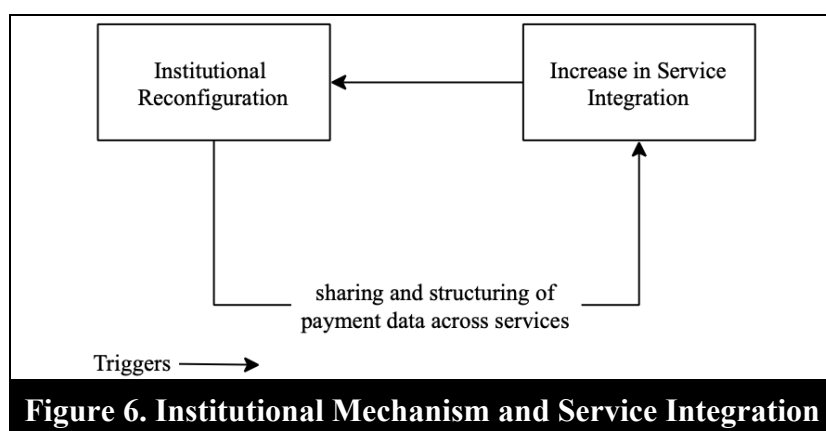 Institutional
Reconfiguration
Increase in Service
Integration
sharing and structuring of
payment data across services
Triggers
Figure 6. Institutional Mechanism and Service Integration